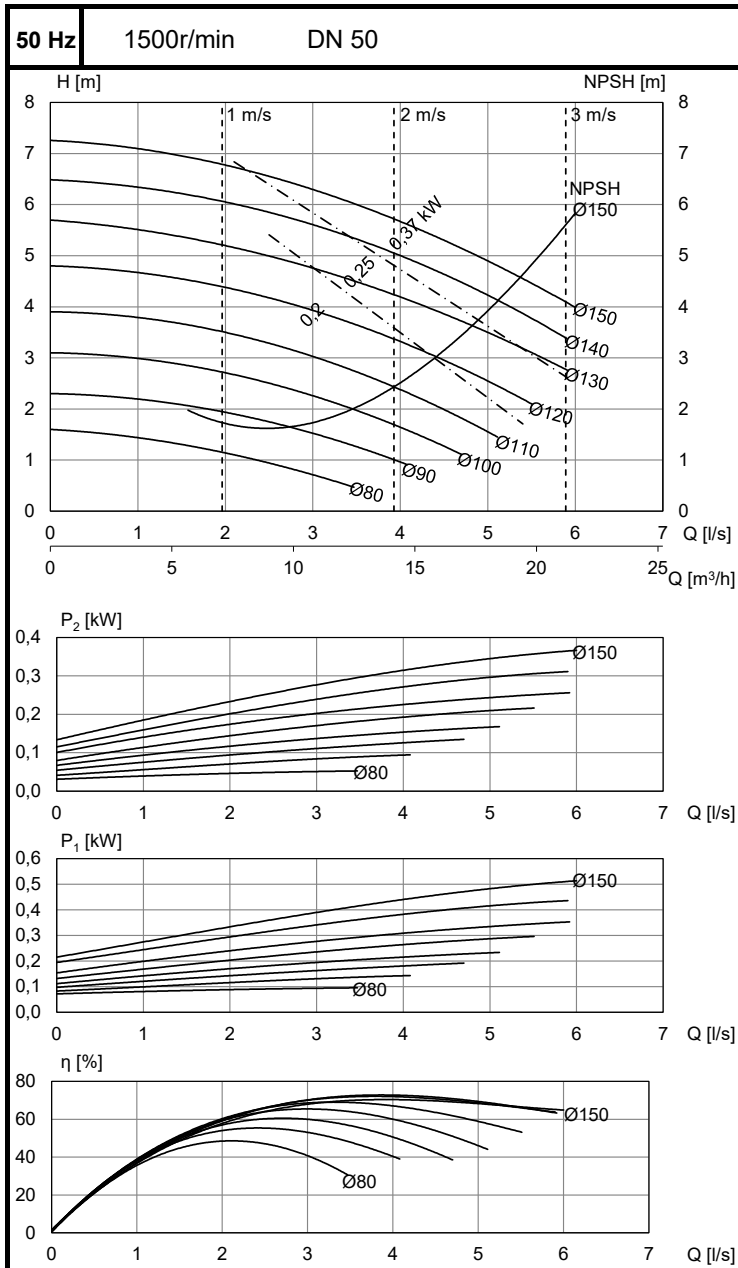 50 Hz 1500r/min DN 50
H [m] NPSH [m]
8 1 m/s 2 m/s 3 m/s 8
7 7
NPSH
6 Ø150 6
0,37 kW
5 5
0,25
4 0,2 Ø150 4
Ø140
3 3
Ø130
2 Ø120 2
Ø110
1 Ø100 1
Ø90
Ø80
0 0
0 1 2 3 4 5 6 7 Q [l/s]
0 5 10 15 20 25 Q [m³/h]
P₂ [kW]
0,4
Ø150
0,3
0,2
0,1
Ø80
0,0
0 1 2 3 4 5 6 7 Q [l/s]
P₁ [kW]
0,6
0,5 Ø150
0,4
0,3
0,2
0,1 Ø80
0,0
0 1 2 3 4 5 6 7 Q [l/s]
η [%]
80
60 Ø150
40
Ø80
20
0
0 1 2 3 4 5 6 7 Q [l/s]